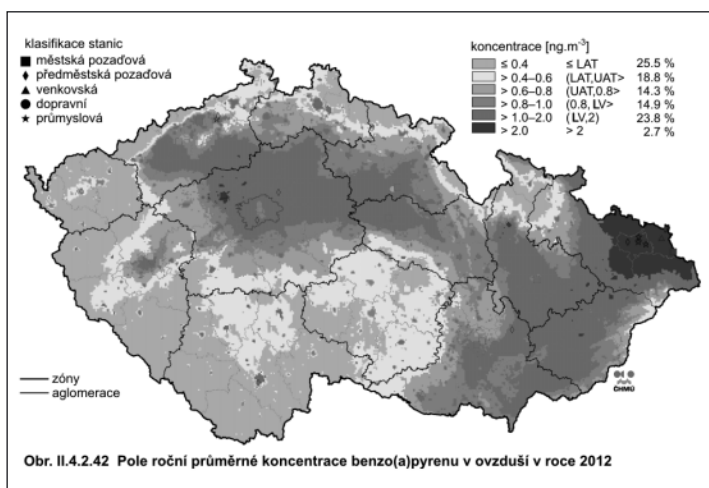 klasifikace stanic
městská pozaďová
předměstská pozaďová
venkovská
dopravní
průmyslová
koncentrace [ng.m-3]
≤ 0.4 ≤ LAT 25.5 %
> 0.4–0.6 (LAT,UAT> 18.8 %
> 0.6–0.8 (UAT,0.8> 14.3 %
> 0.8–1.0 (0.8, LV> 14.9 %
> 1.0–2.0 (LV,2) 23.8 %
> 2.0 > 2 2.7 %
zóny
aglomerace
ČHMÚ
Obr. II.4.2.42 Pole roční průměrné koncentrace benzo(a)pyrenu v ovzduší v roce 2012